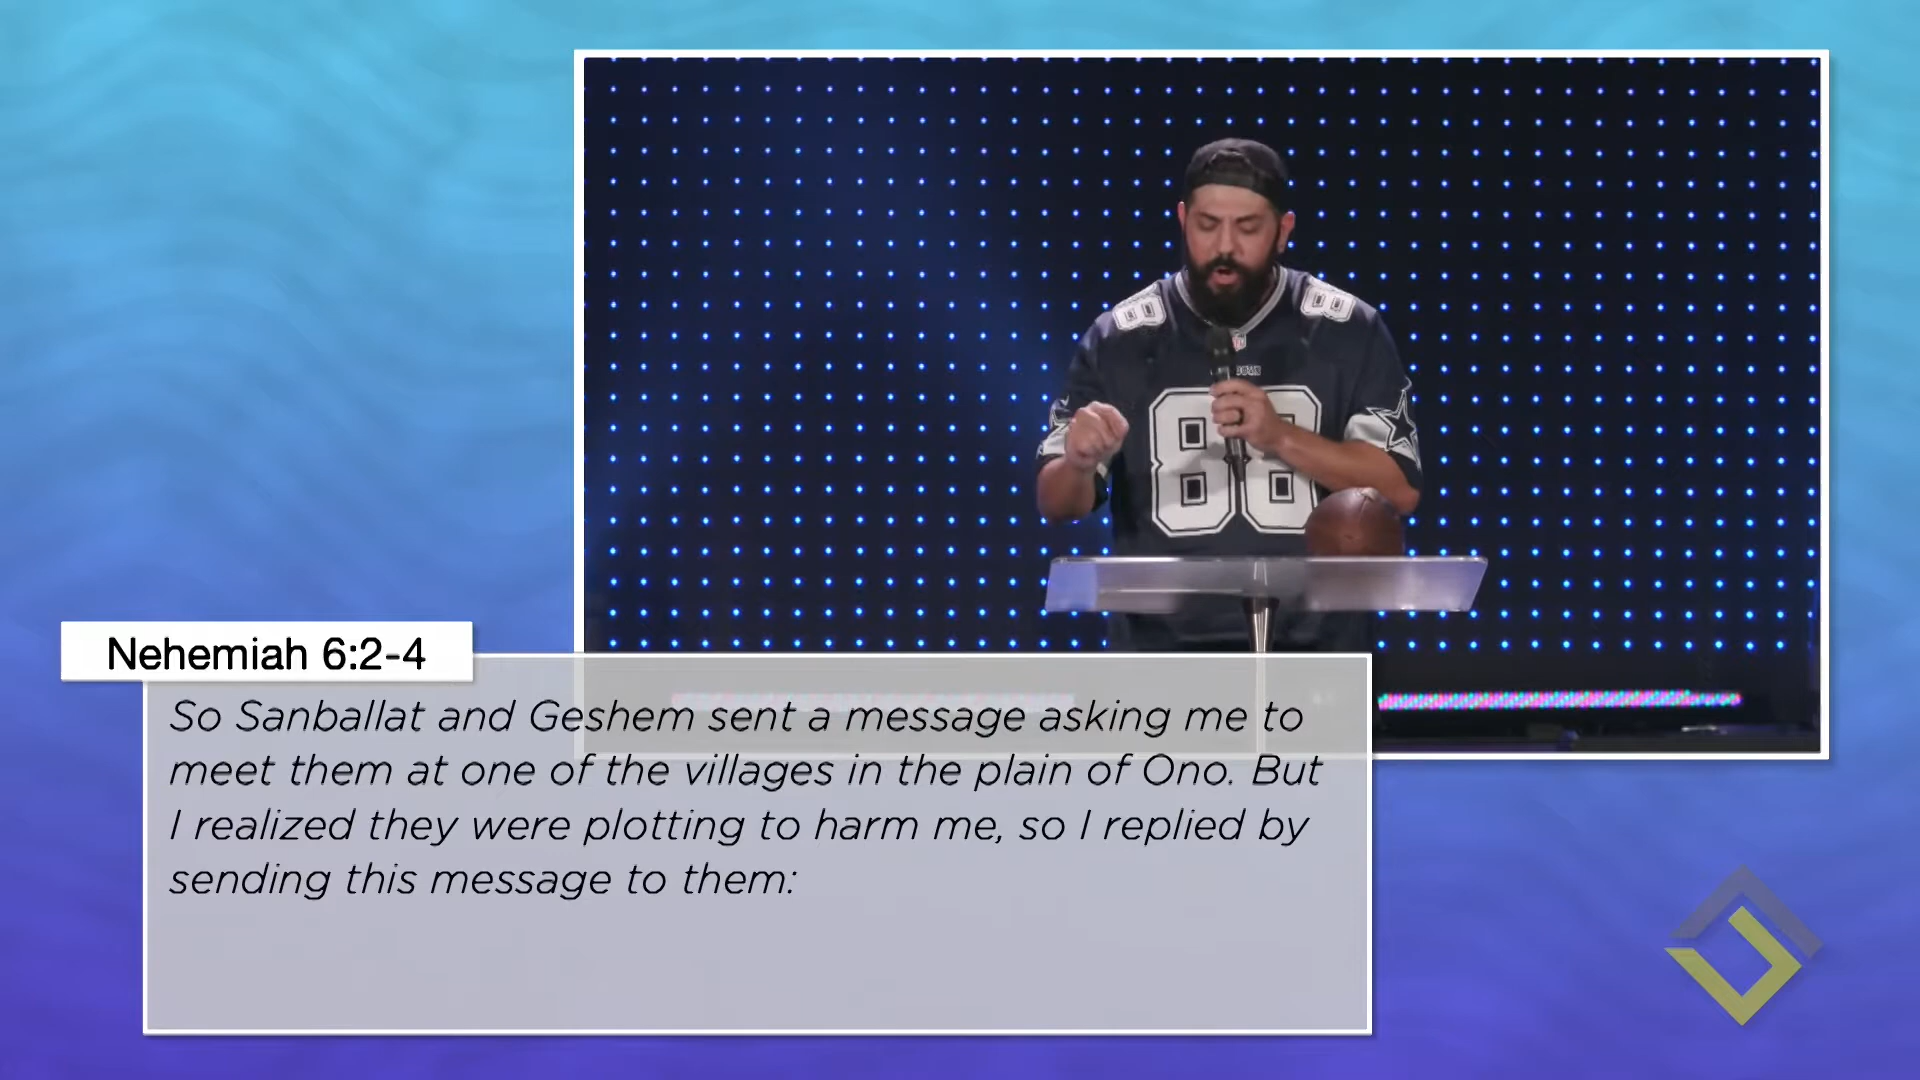 88
88
88
Nehemiah 6:2-4
So Sanballat and Geshem sent a message asking me to
meet them at one of the villages in the plain of Ono. But
I realized they were plotting to harm me, so I replied by
sending this message to them: